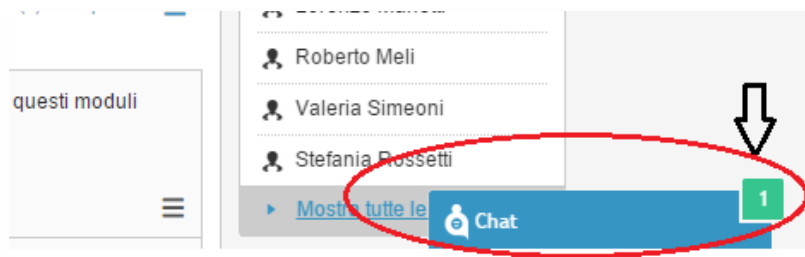 Roberto Meli
questi moduli
Valeria Simeoni
Stefania Rossetti
Mostra tutte le
Chat
1